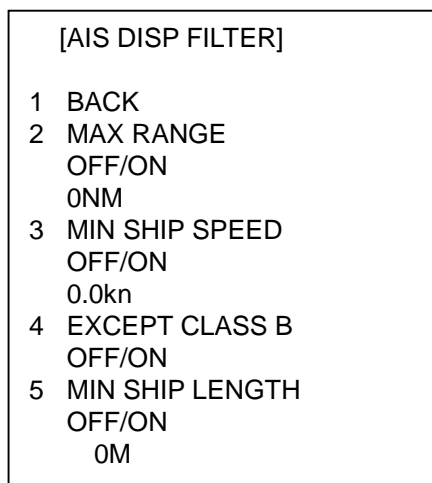 [AIS DISP FILTER]
1 BACK
2 MAX RANGE
OFF/ON
0NM
3 MIN SHIP SPEED
OFF/ON
0.0kn
4 EXCEPT CLASS B
OFF/ON
5 MIN SHIP LENGTH
OFF/ON
0M